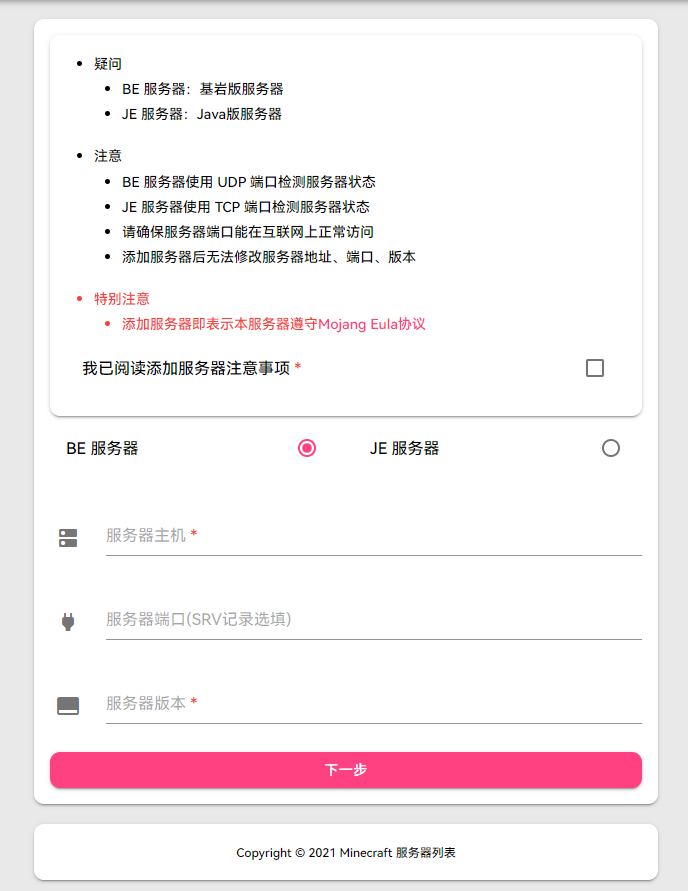 疑问
BE 服务器：基岩版服务器
JE 服务器：Java版服务器
注意
BE 服务器使用 UDP 端口检测服务器状态
JE 服务器使用 TCP 端口检测服务器状态
请确保服务器端口能在互联网上正常访问
添加服务器后无法修改服务器地址、端口、版本
特别注意
添加服务器即表示本服务器遵守Mojang Eula协议
我已阅读添加服务器注意事项 *
BE 服务器 JE 服务器
服务器主机 *
服务器端口(SRV记录选填)
服务器版本 *
下一步
Copyright © 2021 Minecraft 服务器列表